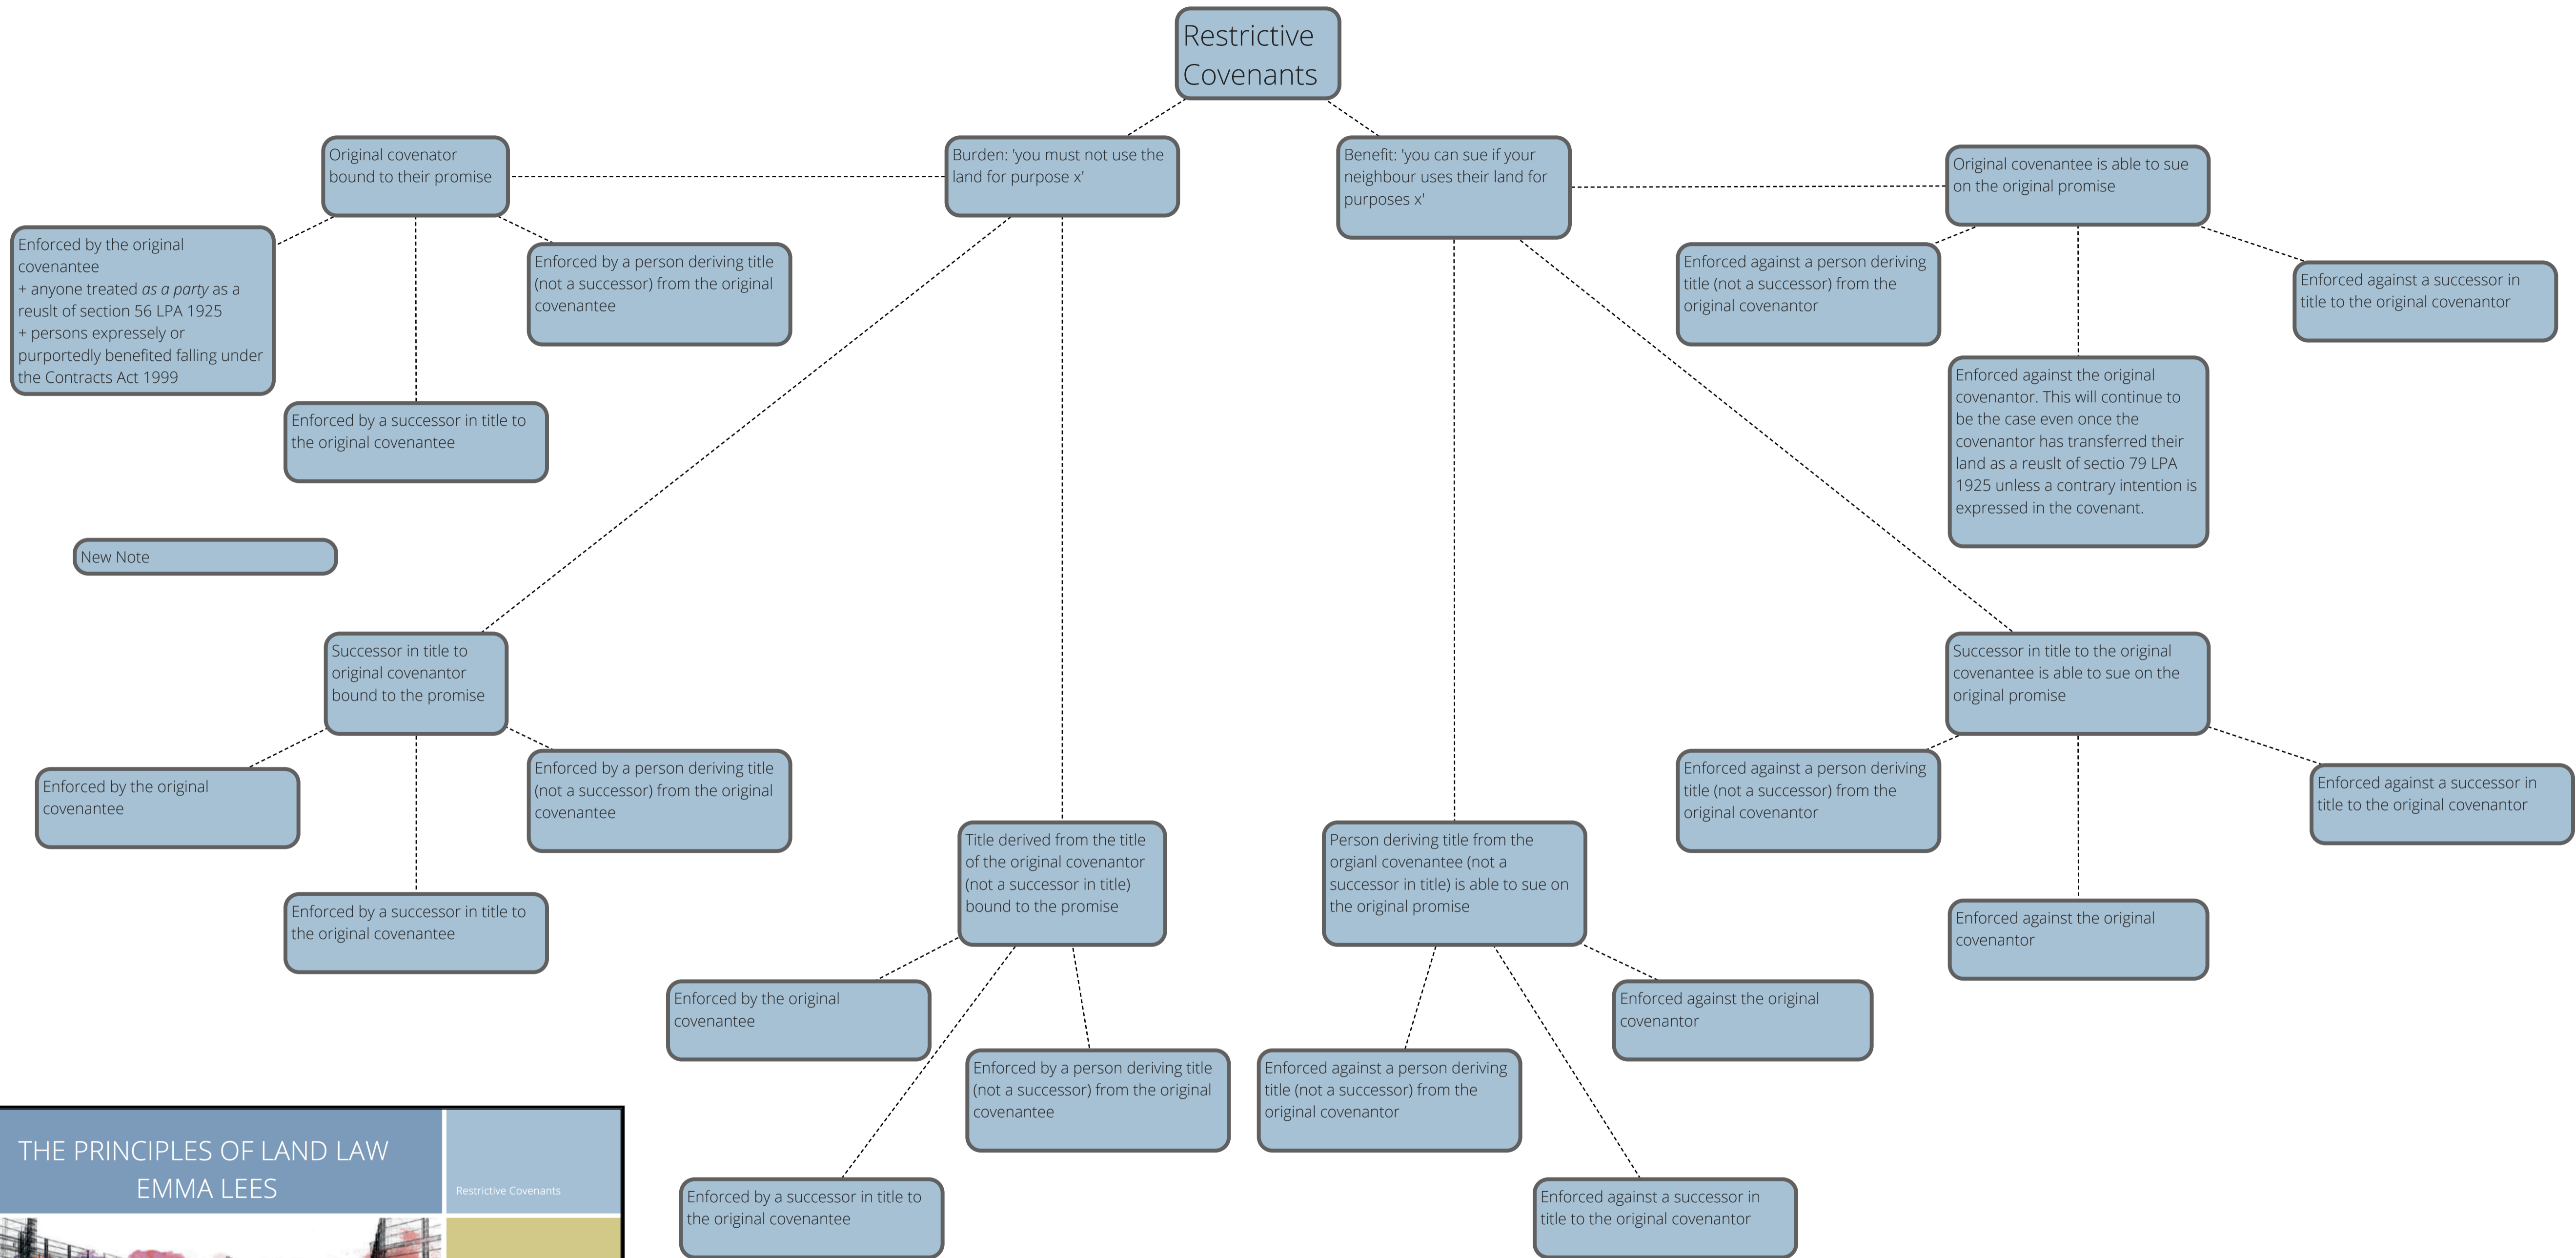 Restrictive
Covenants
Original covenator
bound to their promise
Burden: 'you must not use the
land for purpose x'
Benefit: 'you can sue if your
neighbour uses their land for
purposes x'
Original covenantee is able to sue
on the original promise
Enforced by the original
covenantee
+ anyone treated as a party as a
reuslt of section 56 LPA 1925
+ persons expressely or
purportedly benefited falling under
the Contracts Act 1999
Enforced by a person deriving title
(not a successor) from the original
covenantee
Enforced by a successor in title to
the original covenantee
Enforced against a person deriving
title (not a successor) from the
original covenantor
Enforced against a successor in
title to the original covenantor
Enforced against the original
covenantor. This will continue to
be the case even once the
covenantor has transferred their
land as a reuslt of sectio 79 LPA
1925 unless a contrary intention is
expressed in the covenant.
New Note
Successor in title to
original covenantor
bound to the promise
Enforced by the original
covenantee
Enforced by a person deriving title
(not a successor) from the original
covenantee
Enforced by a successor in title to
the original covenantee
Successor in title to the original
covenantee is able to sue on the
original promise
Enforced against a person deriving
title (not a successor) from the
original covenantor
Enforced against a successor in
title to the original covenantor
Enforced against the original
covenantor
Title derived from the title
of the original covenantor
(not a successor in title)
bound to the promise
Person deriving title from the
orgianl covenantee (not a
successor in title) is able to sue on
the original promise
Enforced by the original
covenantee
Enforced by a person deriving title
(not a successor) from the original
covenantee
Enforced by a successor in title to
the original covenantee
Enforced against the original
covenantor
Enforced against a person deriving
title (not a successor) from the
original covenantor
Enforced against a successor in
title to the original covenantor
THE PRINCIPLES OF LAND LAW
EMMA LEES
Restrictive Covenants